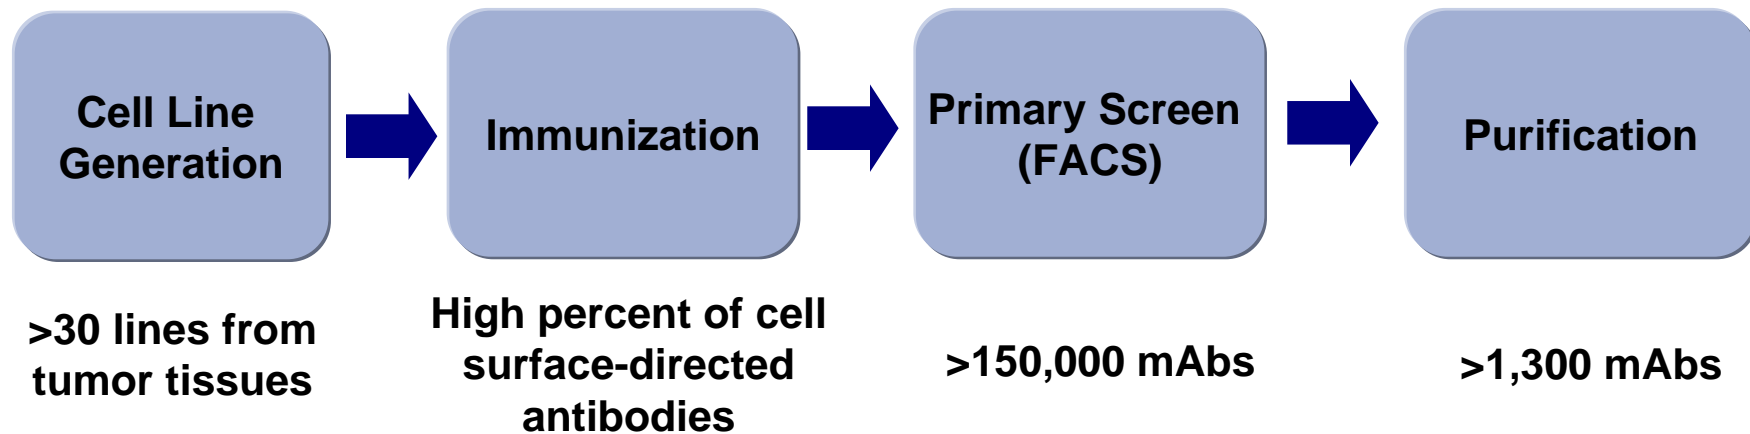 Cell Line
Generation
>30 lines from
tumor tissues
Immunization
High percent of cell
surface-directed
antibodies
Primary Screen
(FACS)
>150,000 mAbs
Purification
>1,300 mAbs